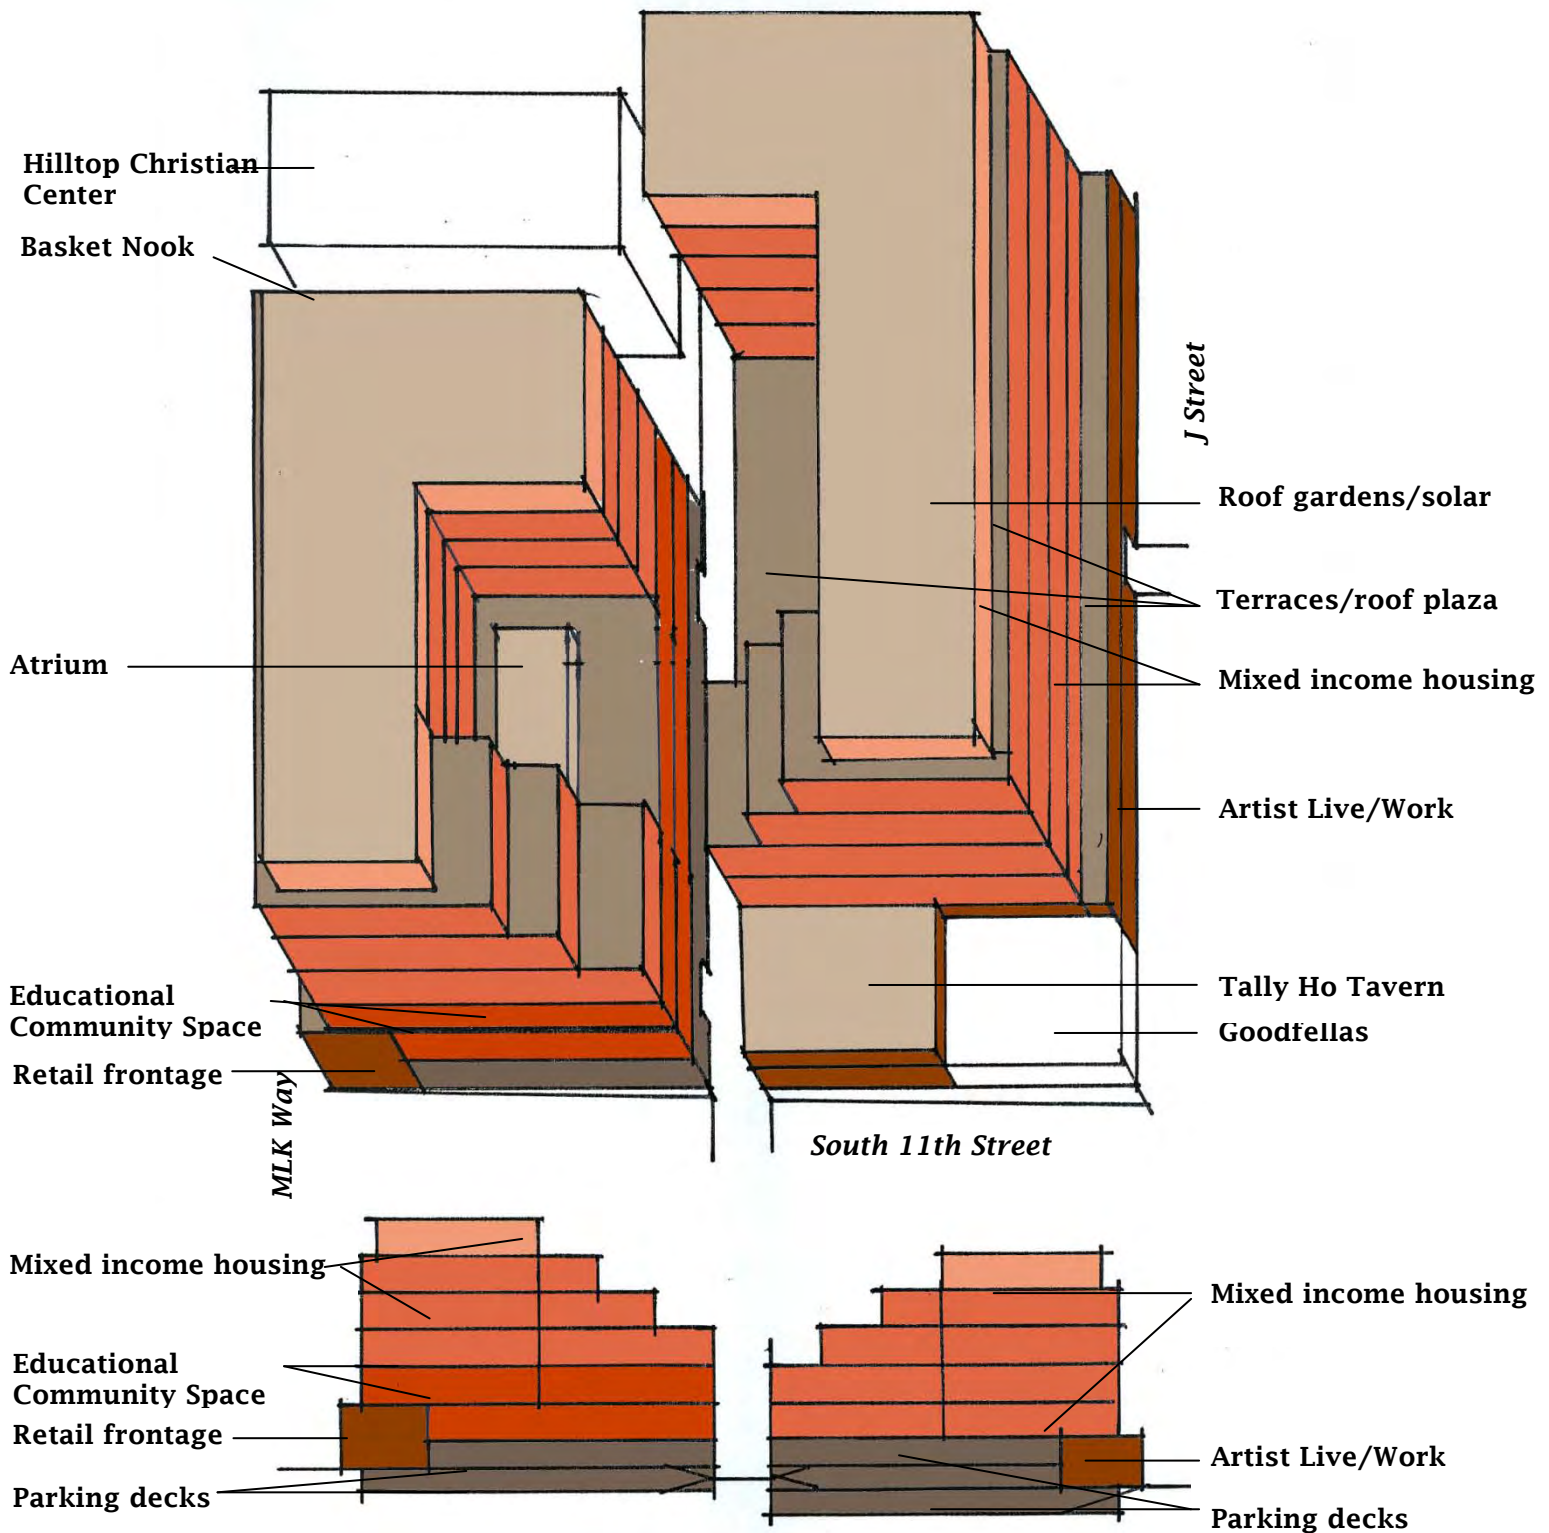 Hilltop Christian
Center
Basket Nook
J Street
Roof gardens/solar
Terraces/roof plaza
Atrium
Mixed income housing
Artist Live/Work
Educational
Community Space
Tally Ho Tavern
Goodfellas
Retail frontage
MLK Way
South 11th Street
Mixed income housing
Mixed income housing
Educational
Community Space
Retail frontage
Artist Live/Work
Parking decks
Parking decks